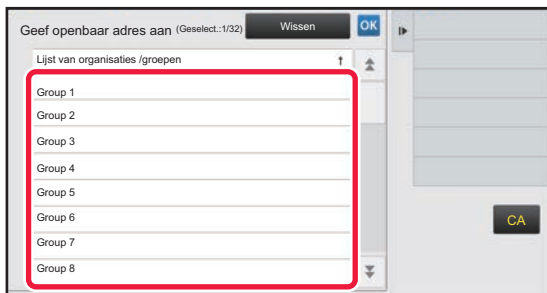 Geef openbaar adres aan (Geselect.:1/32) Wissen OK
Lijst van organisaties /groepen
Group 1
Group 2
Group 3
Group 4
Group 5
Group 6
CA
Group 7
Group 8